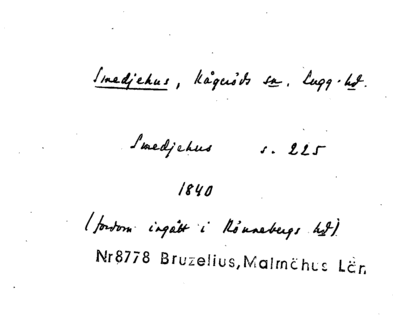 Smedjehus, Kågeröds sn. Lugg. hd.
Smedjehus s. 225
1840
(fordom ingått i Rönnebergs hd).
Nr8778 Bruzelius, Malmöhus Län.